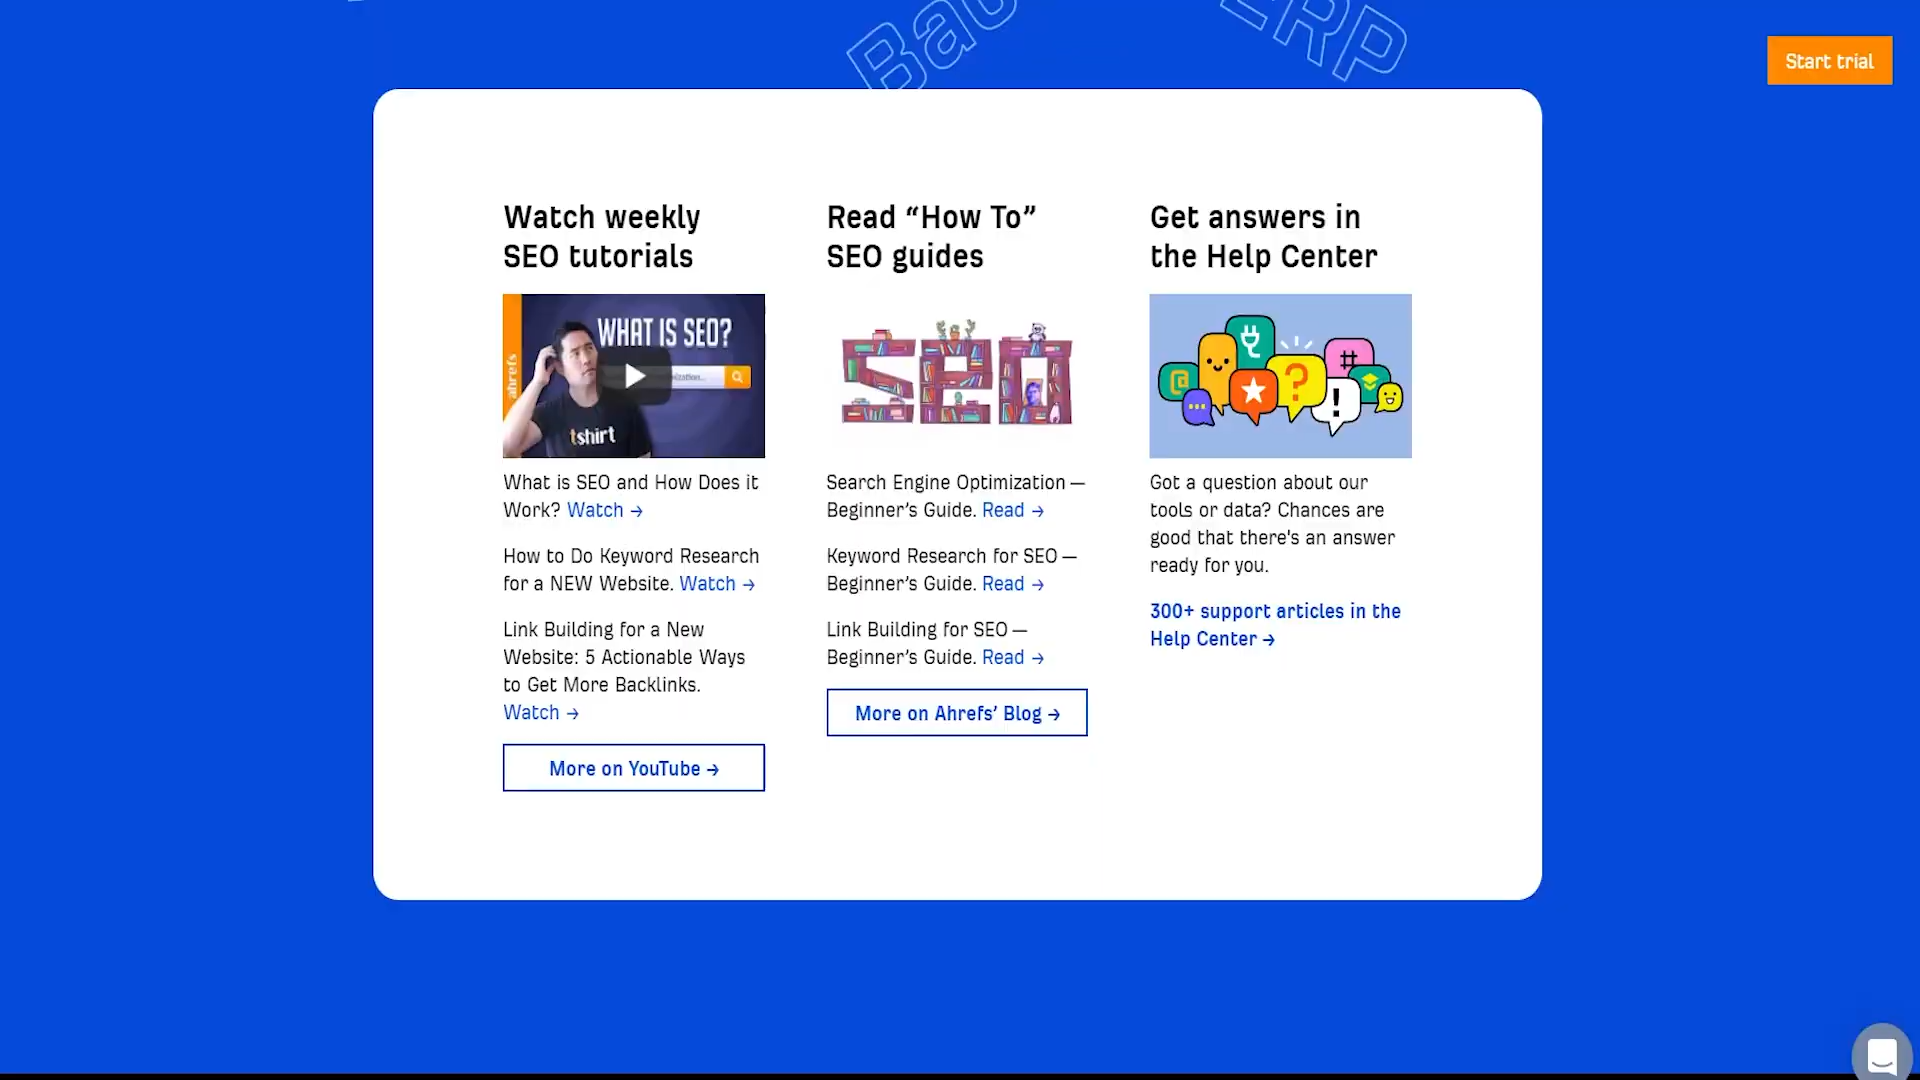 ERP
Start trial
Watch weekly
SEO tutorials
WHAT IS SEO?
ahrefs
tshirt
What is SEO and How Does it
Work? Watch →
How to Do Keyword Research
for a NEW Website. Watch →
Link Building for a New
Website: 5 Actionable Ways
to Get More Backlinks.
Watch →
More on YouTube →
Read “How To”
SEO guides
SEO
Search Engine Optimization —
Beginner’s Guide. Read →
Keyword Research for SEO —
Beginner’s Guide. Read →
Link Building for SEO —
Beginner’s Guide. Read →
More on Ahrefs’ Blog →
Get answers in
the Help Center
@ ? # ! 
Got a question about our
tools or data? Chances are
good that there's an answer
ready for you.
300+ support articles in the
Help Center →